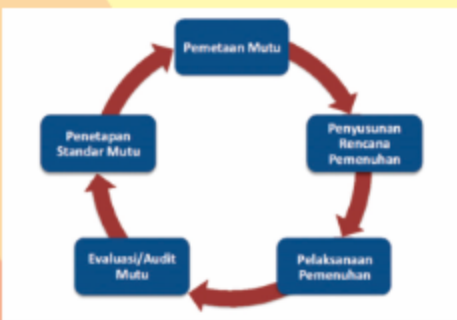 Pemetaan Mutu
Penyusunan
Rencana
Pemenuhan
Pelaksanaan
Pemenuhan
Evaluasi/Audit
Mutu
Penetapan
Standar Mutu